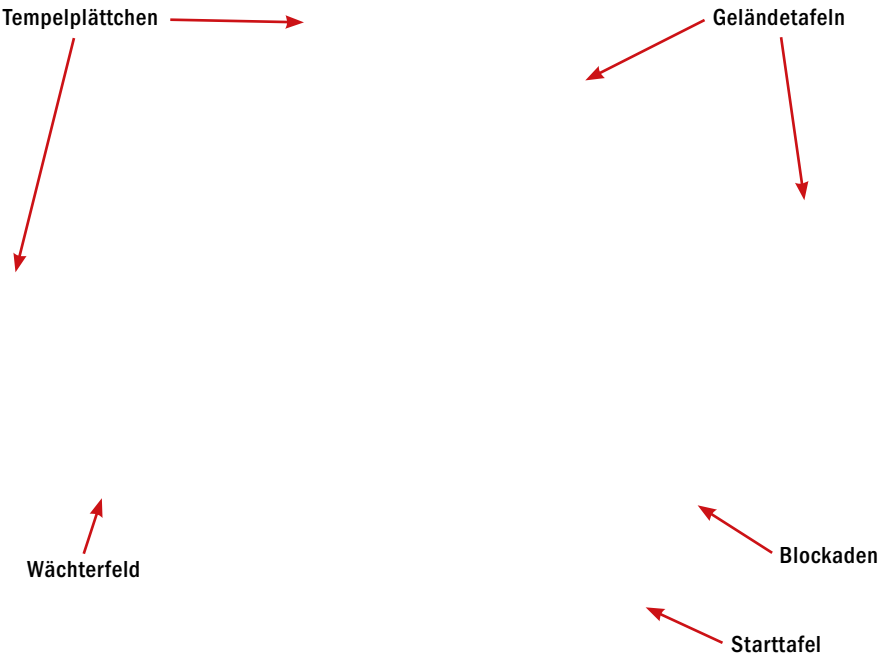 Tempelplättchen
Geländetafeln
Wächterfeld
Blockaden
Starttafel